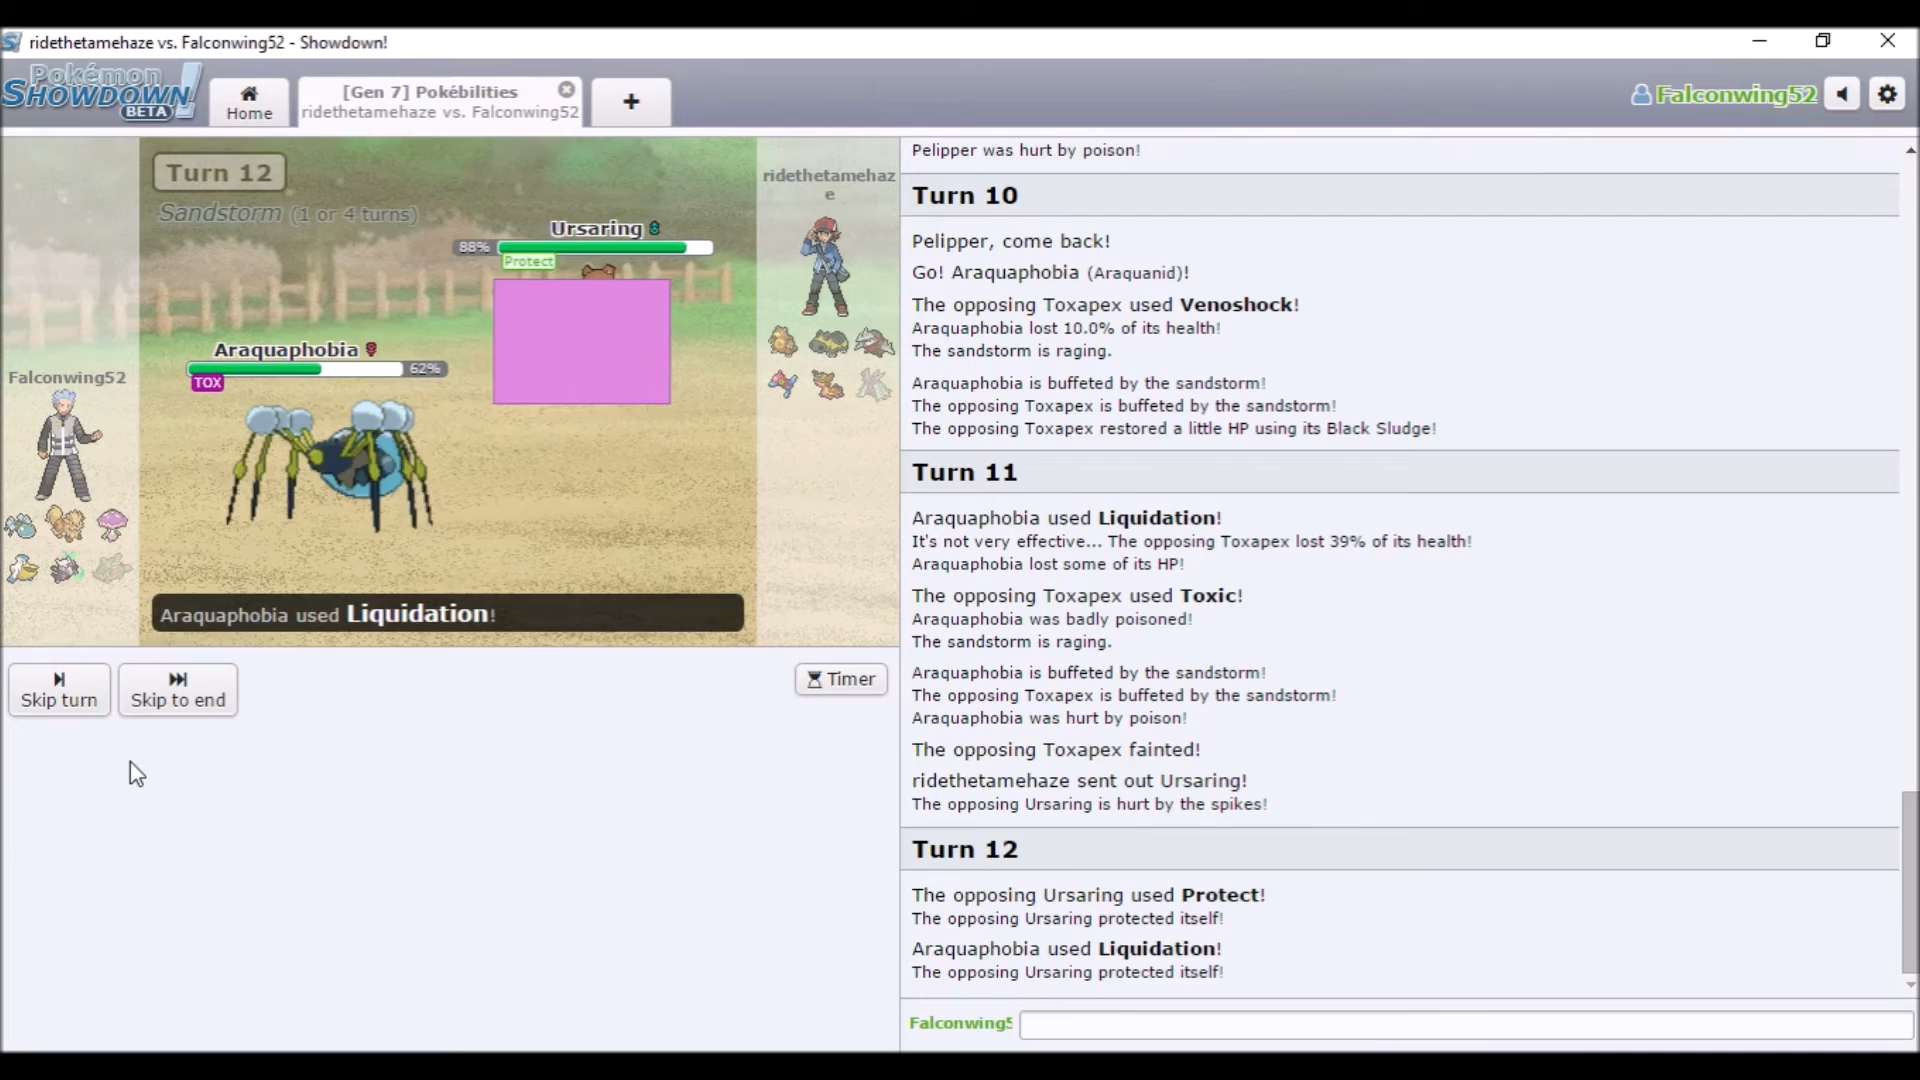 ridethetamehaze vs. Falconwing52 - Showdown!
Pokémon
SHOWDOWN!
BETA
Home
[Gen 7] Pokébilities
ridethetamehaze vs. Falconwing52
+
Falconwing52
Turn 12
Sandstorm (1 or 4 turns)
Ursaring
88%
Protect
Araquaphobia
62%
TOX
Falconwing52
ridethetamehaz
e
Araquaphobia used Liquidation!
Skip turn
Skip to end
Timer
Pelipper was hurt by poison!
Turn 10
Pelipper, come back!
Go! Araquaphobia (Araquanid)!
The opposing Toxapex used Venoshock!
Araquaphobia lost 10.0% of its health!
The sandstorm is raging.
Araquaphobia is buffeted by the sandstorm!
The opposing Toxapex is buffeted by the sandstorm!
The opposing Toxapex restored a little HP using its Black Sludge!
Turn 11
Araquaphobia used Liquidation!
It's not very effective... The opposing Toxapex lost 39% of its health!
Araquaphobia lost some of its HP!
The opposing Toxapex used Toxic!
Araquaphobia was badly poisoned!
The sandstorm is raging.
Araquaphobia is buffeted by the sandstorm!
The opposing Toxapex is buffeted by the sandstorm!
Araquaphobia was hurt by poison!
The opposing Toxapex fainted!
ridethetamehaze sent out Ursaring!
The opposing Ursaring is hurt by the spikes!
Turn 12
The opposing Ursaring used Protect!
The opposing Ursaring protected itself!
Araquaphobia used Liquidation!
The opposing Ursaring protected itself!
Falconwing5